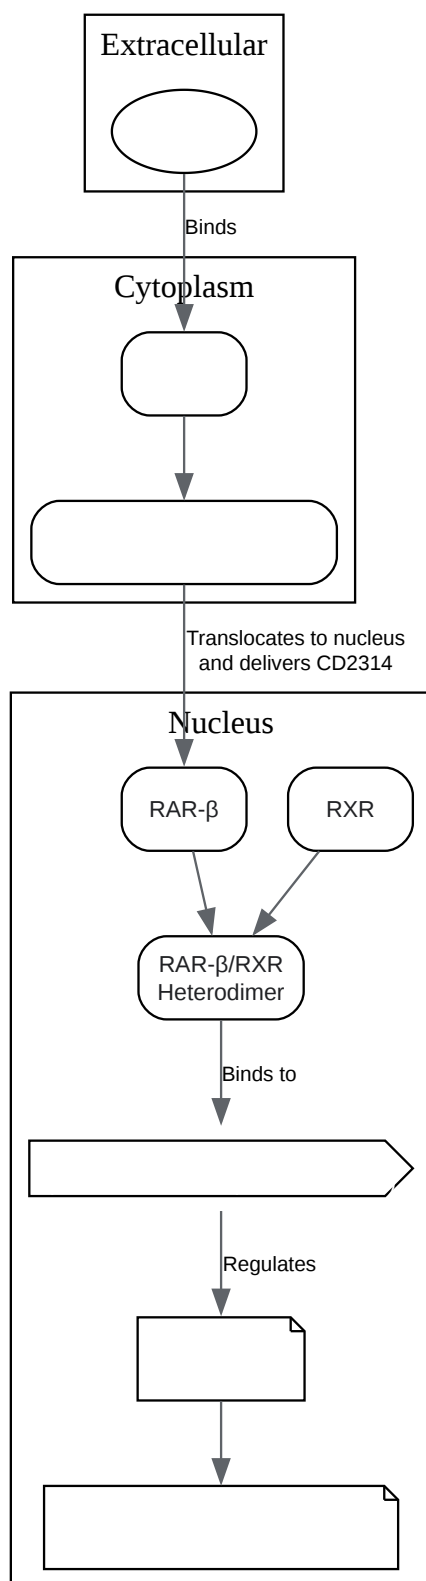 Extracellular
Binds
Cytoplasm
Translocates to nucleus
and delivers CD2314
Nucleus
RAR-β
RXR
RAR-β/RXR
Heterodimer
Binds to
Regulates